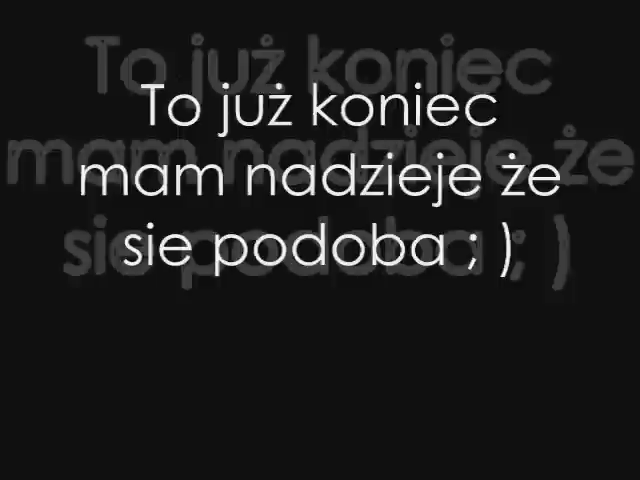 To już koniec
mam nadzieje że
sie podoba ; )